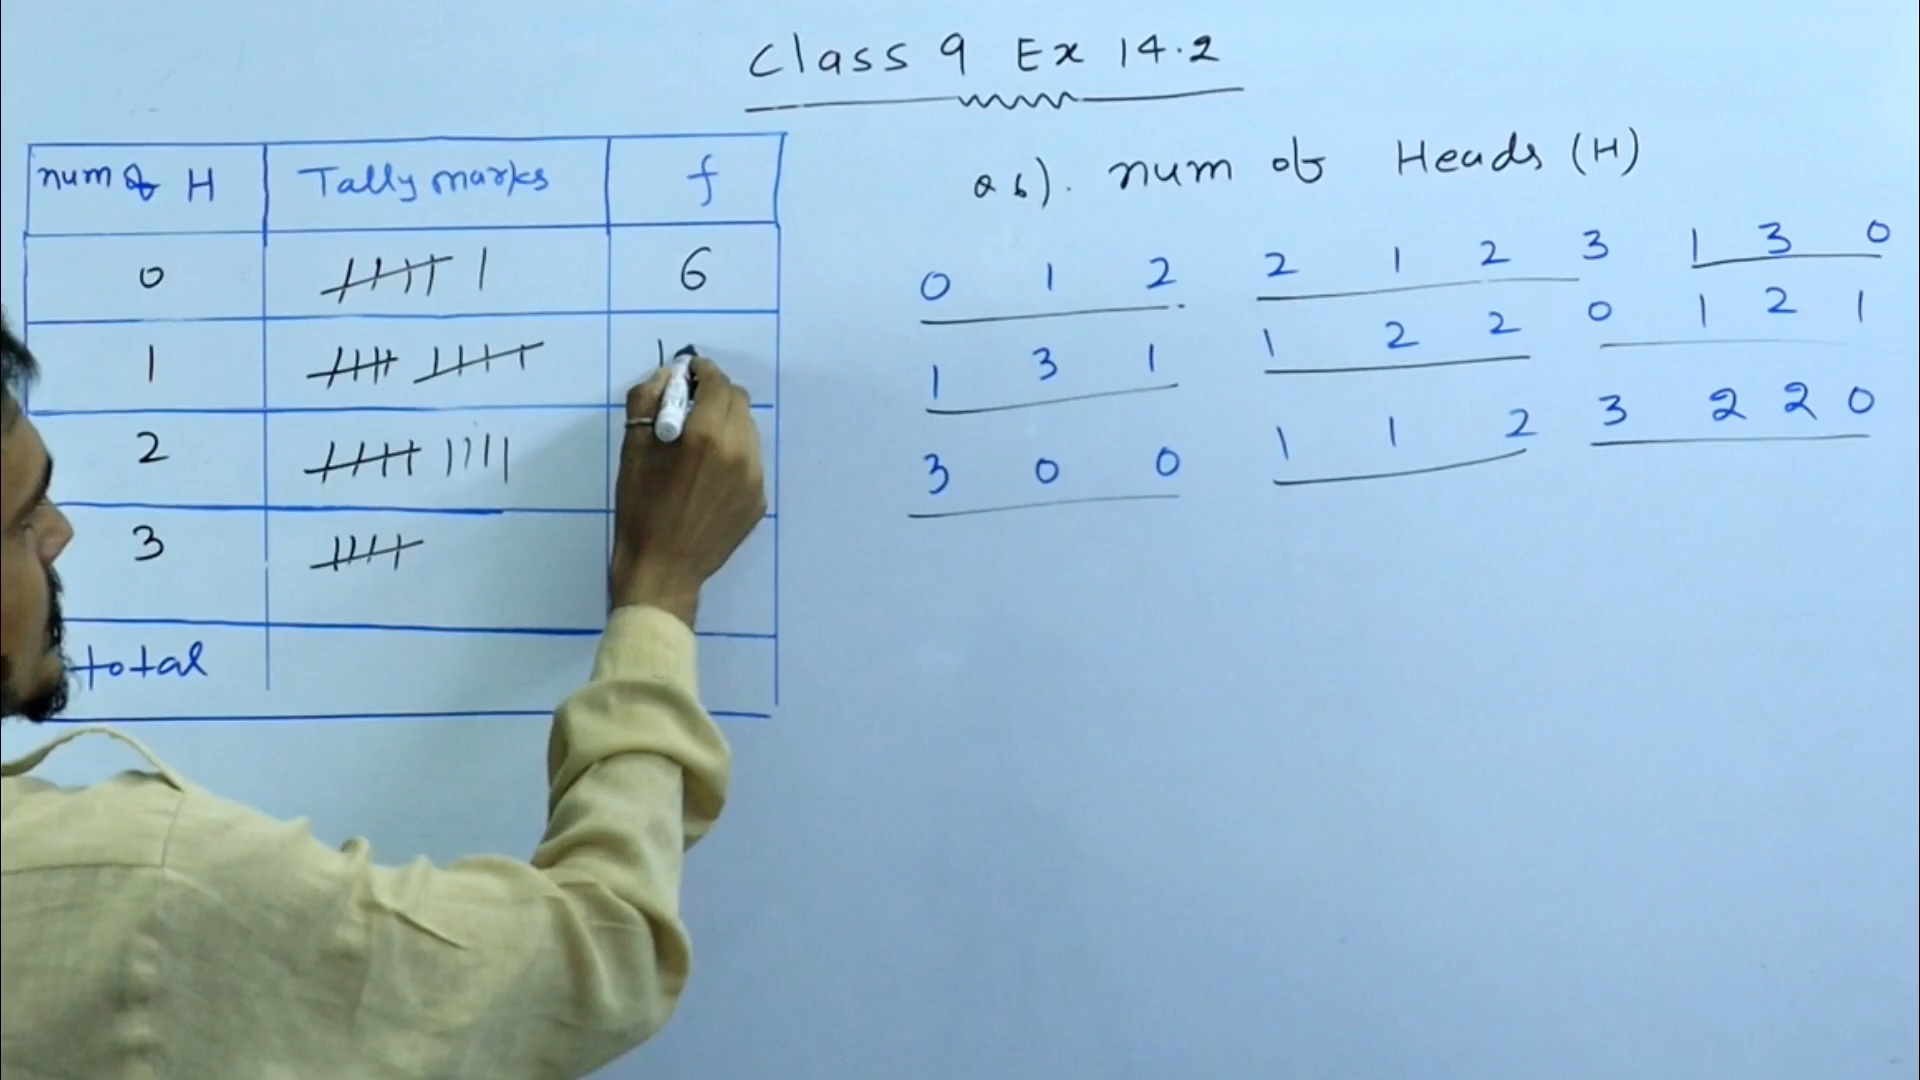 Class 9 Ex 14.2
num of H Tally marks f
0 𝍸 | 6
1 𝍸 𝍸 1
2 𝍸 ||||
3 𝍸
total
Q6). num of Heads (H)
0 1 2 2 1 2 3 1 3 0
1 3 1 1 2 2 0 1 2 1
3 0 0 1 1 2 3 2 2 0